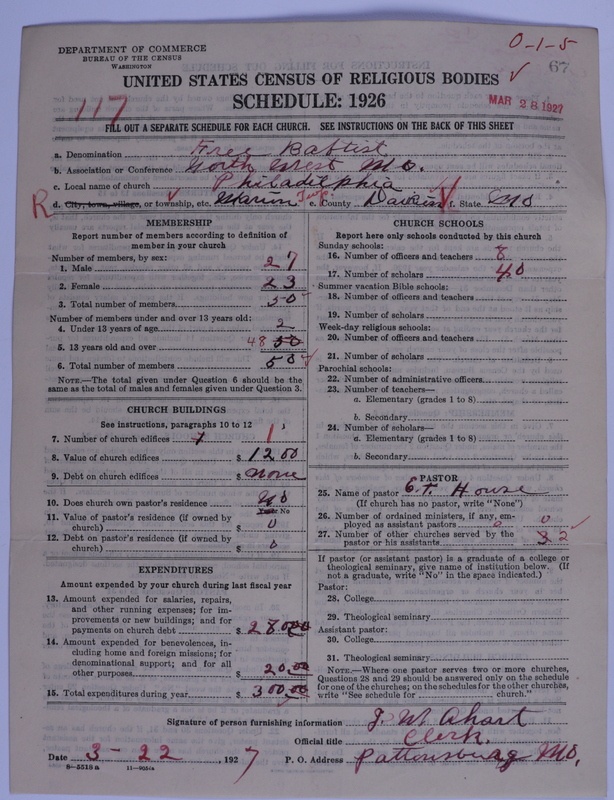 DEPARTMENT OF COMMERCE
BUREAU OF THE CENSUS
WASHINGTON
0-1-5
67
UNITED STATES CENSUS OF RELIGIOUS BODIES ✓
SCHEDULE: 1926
117
MAR 28 1927
FILL OUT A SEPARATE SCHEDULE FOR EACH CHURCH. SEE INSTRUCTIONS ON THE BACK OF THIS SHEET
a. Denomination Free Baptist
b. Association or Conference North West Mo.
c. Local name of church Philadelphia
R d. City, town, village, or township, etc. Marion Twp. e. County Daviess f. State Mo
MEMBERSHIP
Report number of members according to definition of
member in your church
Number of members, by sex:
1. Male 27
2. Female 23
3. Total number of members 50
Number of members under and over 13 years old:
4. Under 13 years of age 2
5. 13 years old and over 48 50
6. Total number of members 50 ✓
NOTE.—The total given under Question 6 should be
same as the total of males and females given under Question 3.
CHURCH BUILDINGS
See instructions, paragraphs 10 to 12
7. Number of church edifices 1 1
8. Value of church edifices $ 1200
9. Debt on church edifices $ none
10. Does church own pastor's residence No
Yes or No
11. Value of pastor's residence (if owned by
church) $ 0
12. Debt on pastor's residence (if owned by
church) $ 0
EXPENDITURES
Amount expended by your church during last fiscal year
13. Amount expended for salaries, repairs,
and other running expenses; for im-
provements or new buildings; and for
payments on church debt $ 280.00
14. Amount expended for benevolences, in-
cluding home and foreign missions; for
denominational support; and for all
other purposes $ 20.00
15. Total expenditures during year $ 300.00
CHURCH SCHOOLS
Report here only schools conducted by this church
Sunday schools:
16. Number of officers and teachers 8
17. Number of scholars 40
Summer vacation Bible schools:
18. Number of officers and teachers
19. Number of scholars
Week-day religious schools:
20. Number of officers and teachers
21. Number of scholars
Parochial schools:
22. Number of administrative officers
23. Number of teachers—
a. Elementary (grades 1 to 8)
b. Secondary
24. Number of scholars—
a. Elementary (grades 1 to 8)
b. Secondary
PASTOR
25. Name of pastor E. F. House
(If church has no pastor, write "None")
26. Number of ordained ministers, if any, em-
ployed as assistant pastors 0
27. Number of other churches served by the
pastor or his assistants 3 2 ✓
If pastor (or assistant pastor) is a graduate of a college or
theological seminary, give name of institution below. (If
not a graduate, write "No" in the space indicated.)
Pastor:
28. College
29. Theological seminary
Assistant pastor:
30. College
31. Theological seminary
NOTE.—Where one pastor serves two or more churches,
Questions 28 and 29 should be answered only on the schedule
for one of the churches; on the schedules for the other churches,
write "See schedule for church."
Signature of person furnishing information J. W. Ahart
Official title Clerk.
Date 3-22, 1927 P. O. Address Pattonsburg Mo.
8-5518a 11-9051a